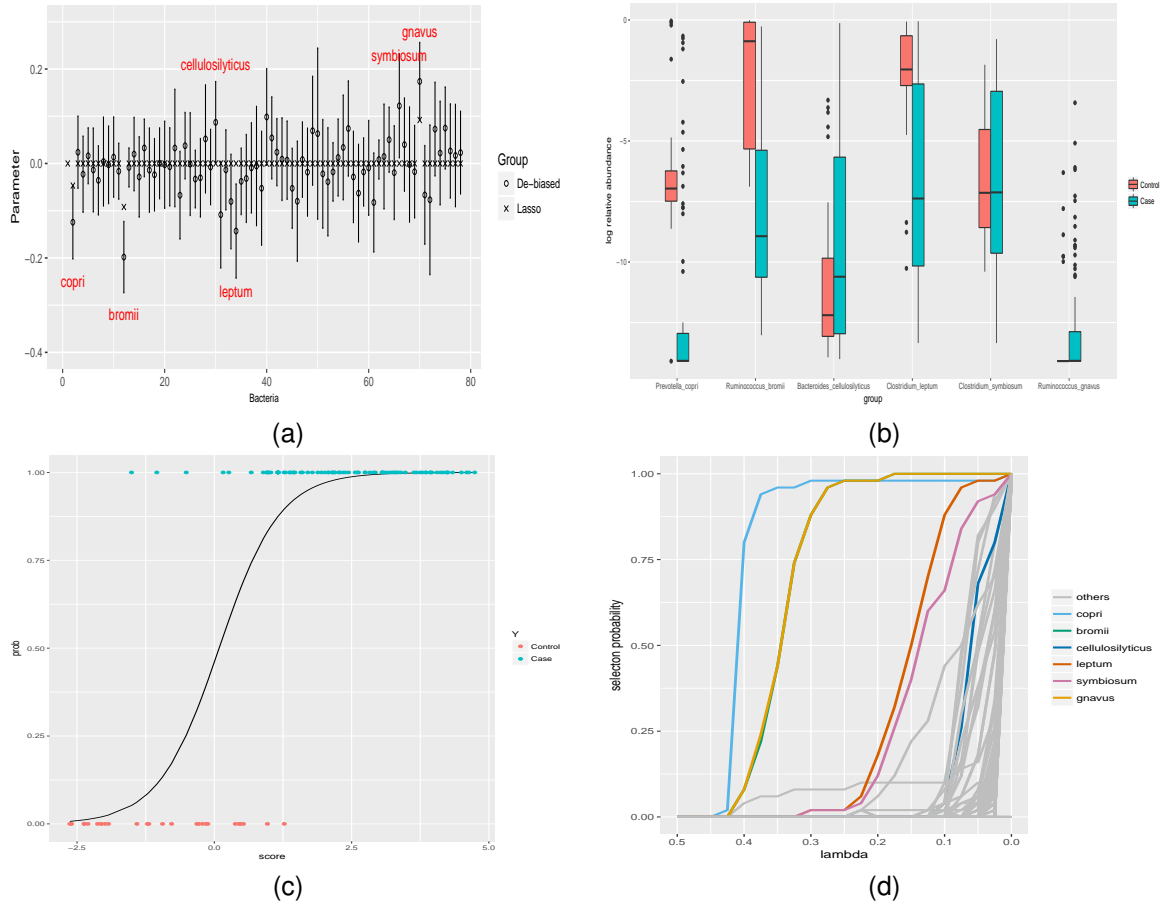 gnavus
symbiosum
cellulosilyticus
copri
bromii
leptum
0.2
0.0
−0.2
−0.4
Parameter
0 20 40 60 80
Bacteria
Group
De−biased
Lasso
(a)
0
−5
−10
log relative abundance
Prevotella_copri Ruminococcus_bromii Bacteroides_cellulosilyticus Clostridium_leptum Clostridium_symbiosum Ruminococcus_gnavus
group
Control
Case
(b)
1.00
0.75
0.50
0.25
0.00
prob
−2.5 0.0 2.5 5.0
score
Y
Control
Case
(c)
1.00
0.75
0.50
0.25
0.00
selecton probability
0.5 0.4 0.3 0.2 0.1 0.0
lambda
others
copri
bromii
cellulosilyticus
leptum
symbiosum
gnavus
(d)